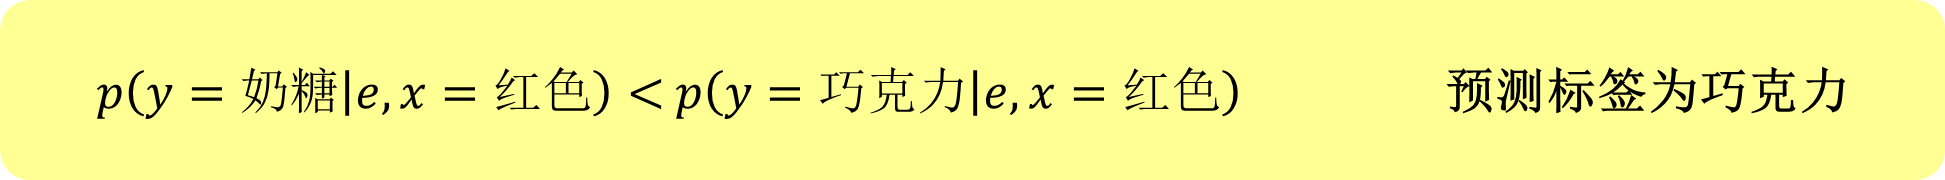 p(y = 奶糖|e, x = 红色) < p(y = 巧克力|e, x = 红色) 预测标签为巧克力